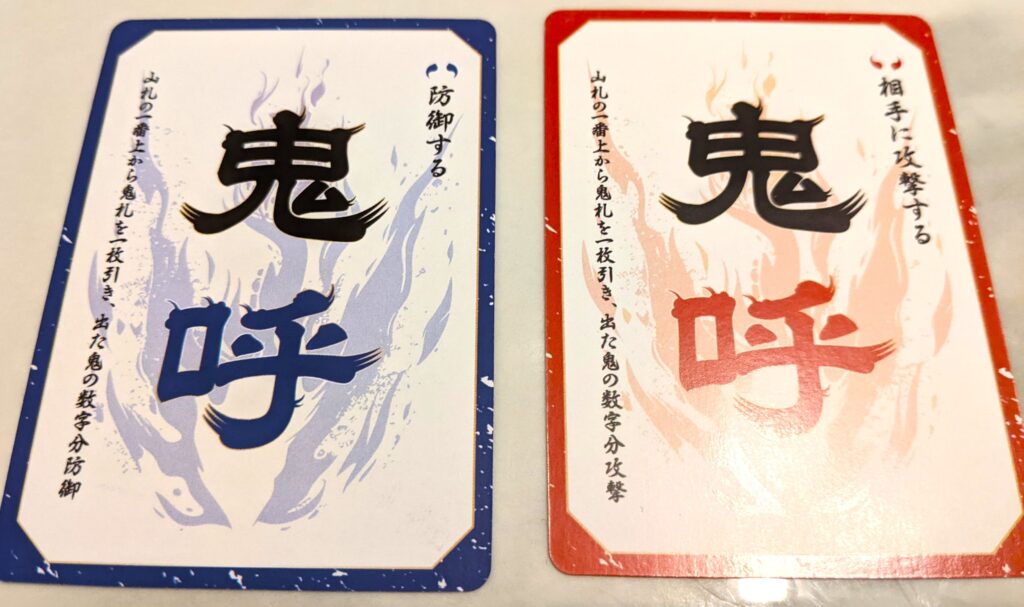 防御する
鬼呼
山札の一番上から鬼札を一枚引き、出た鬼の数字分防御
相手に攻撃する
鬼呼
山札の一番上から鬼札を一枚引き、出た鬼の数字分攻撃